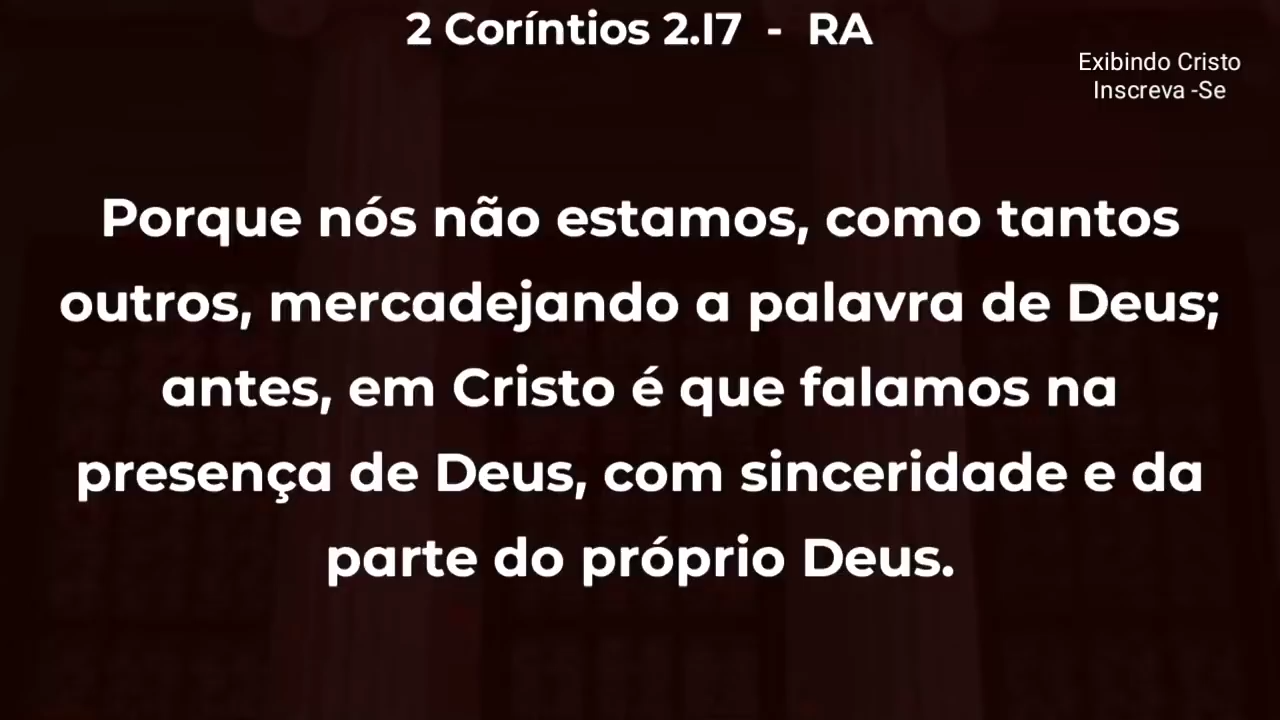 2 Coríntios 2.17 - RA
Exibindo Cristo
Inscreva -Se
Porque nós não estamos, como tantos
outros, mercadejando a palavra de Deus;
antes, em Cristo é que falamos na
presença de Deus, com sinceridade e da
parte do próprio Deus.